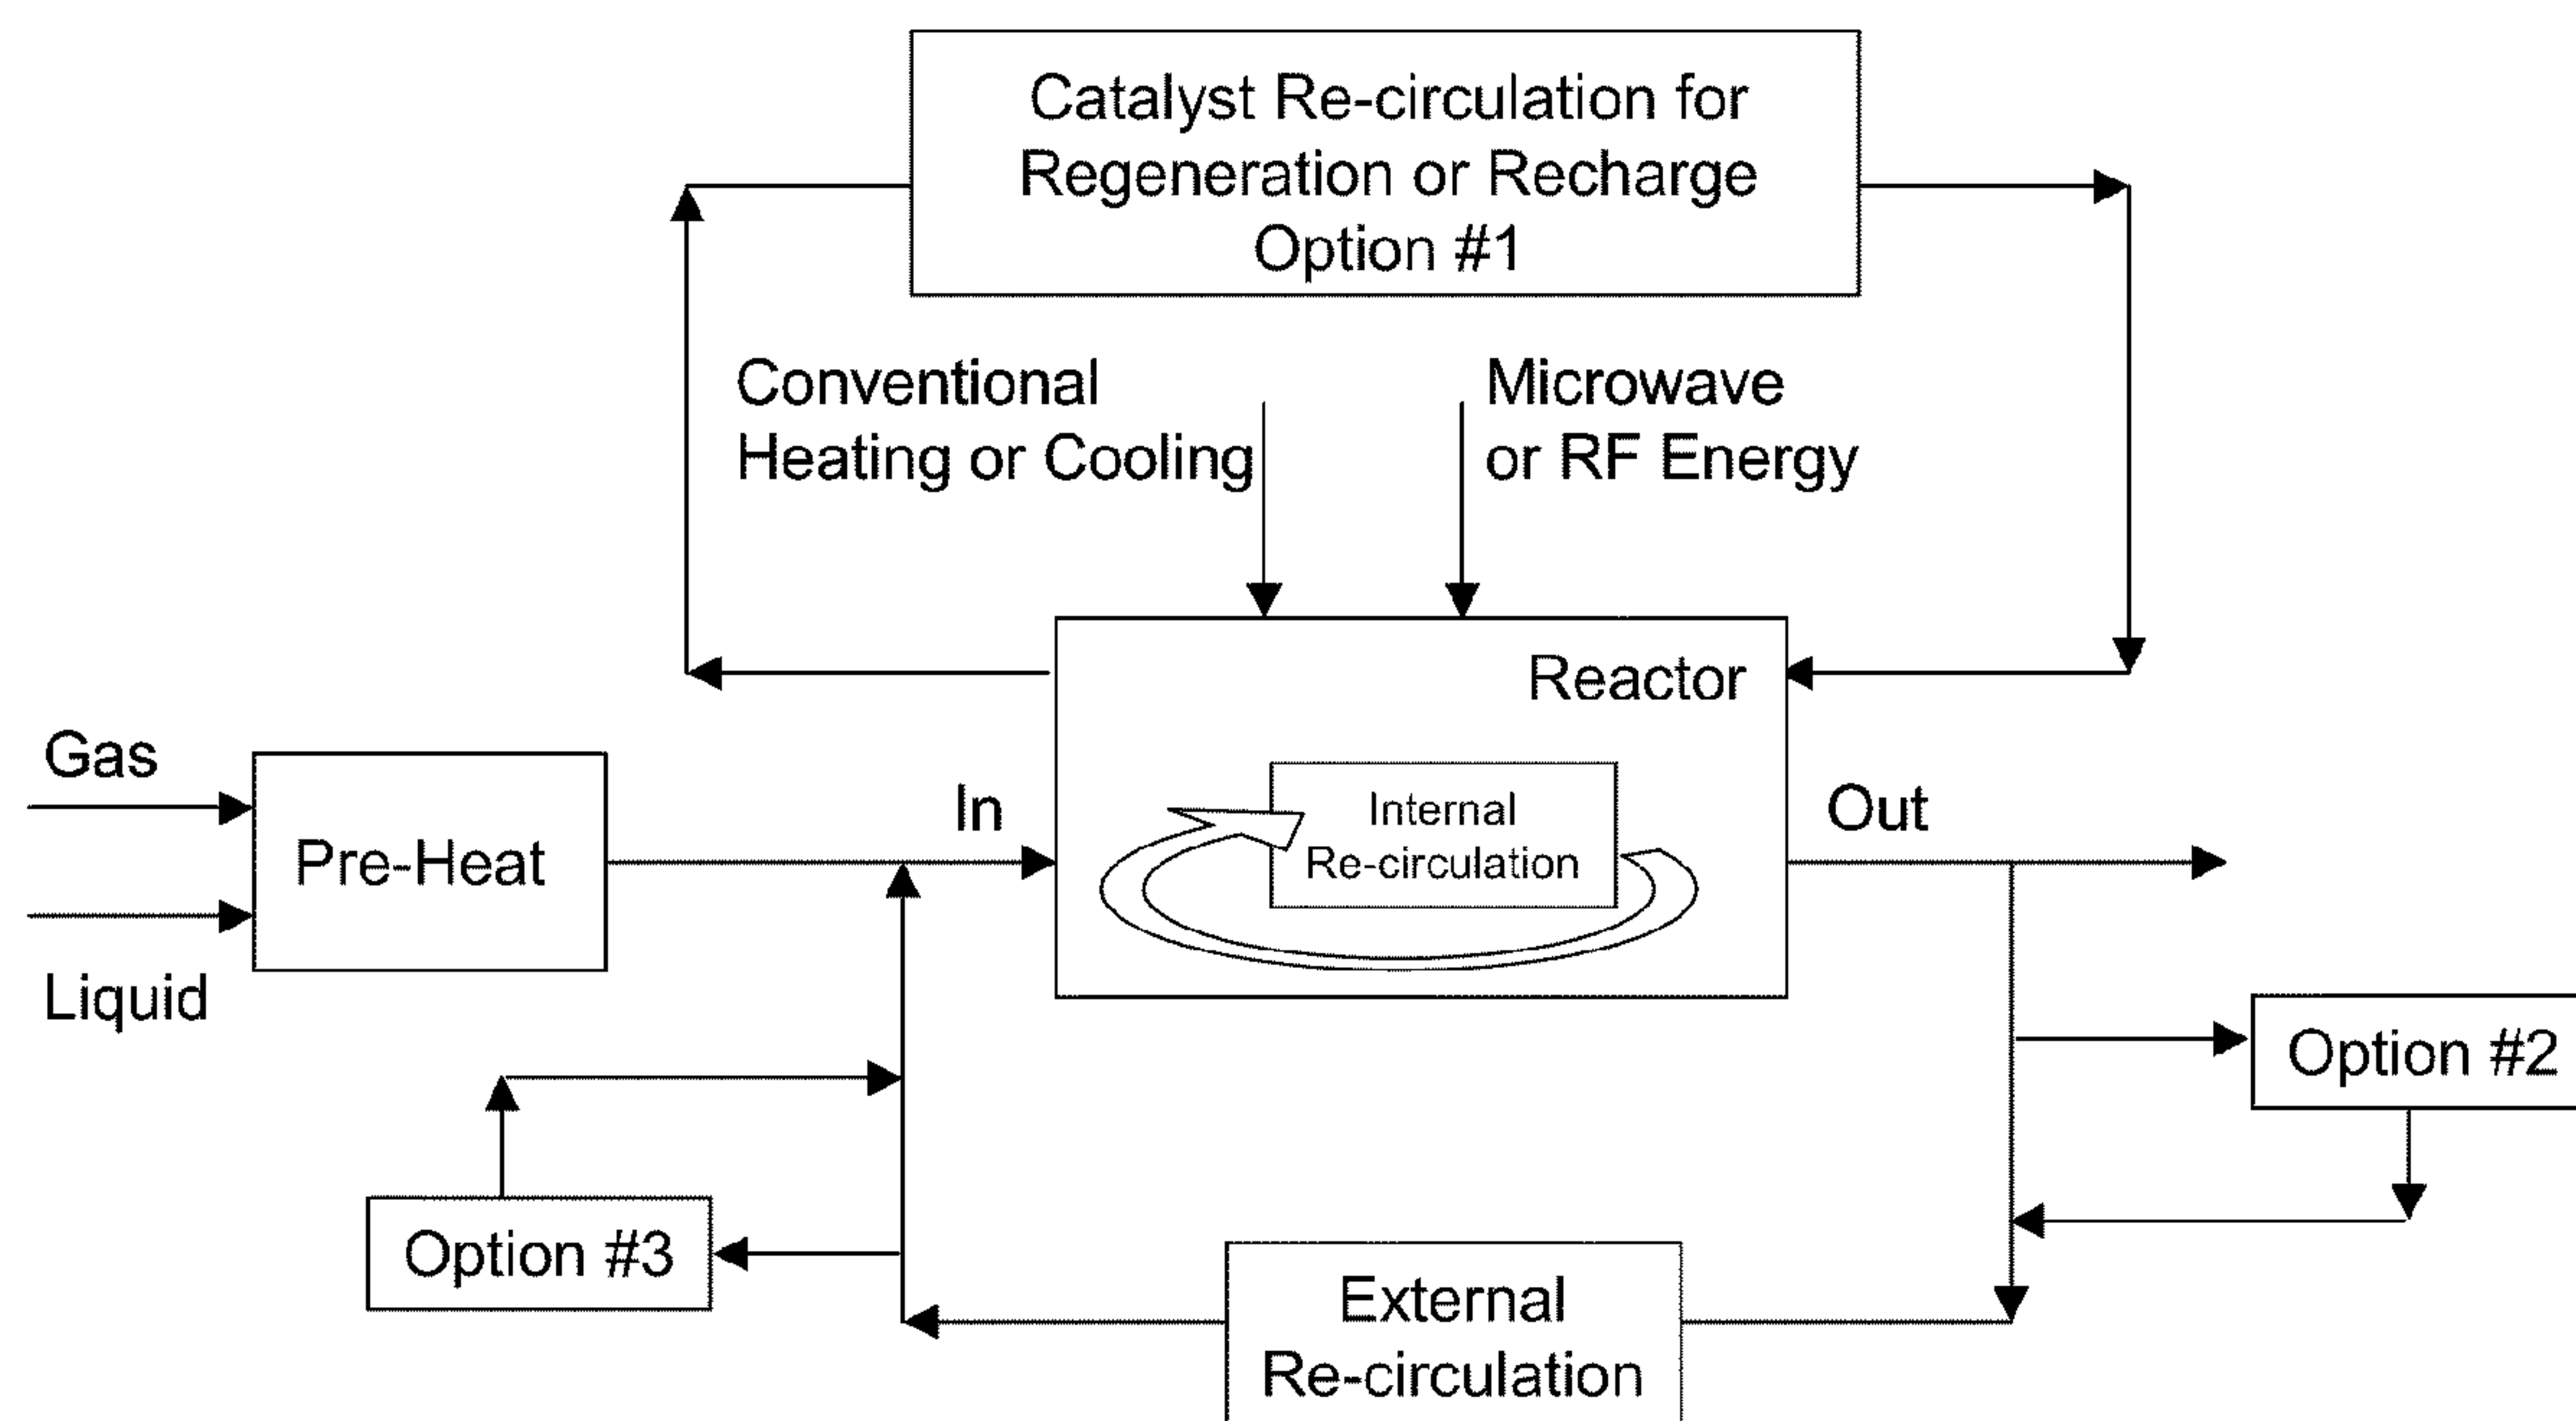 Catalyst Re-circulation for
Regeneration or Recharge
Option #1
Conventional
Heating or Cooling
Microwave
or RF Energy
Reactor
Gas
Pre-Heat
Liquid
In
Internal
Re-circulation
Out
Option #2
Option #3
External
Re-circulation